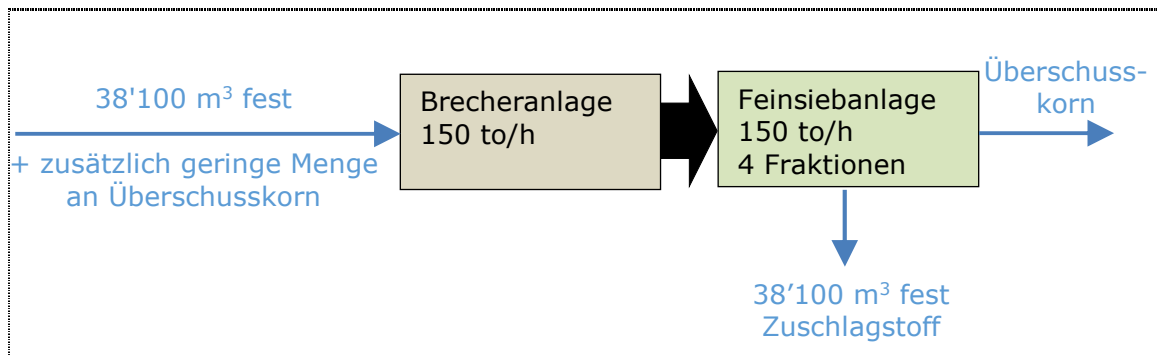 38'100 m³ fest
+ zusätzlich geringe Menge
an Überschusskorn
Brecheranlage
150 to/h
Feinsiebanlage
150 to/h
4 Fraktionen
Überschuss-
korn
38’100 m³ fest
Zuschlagstoff